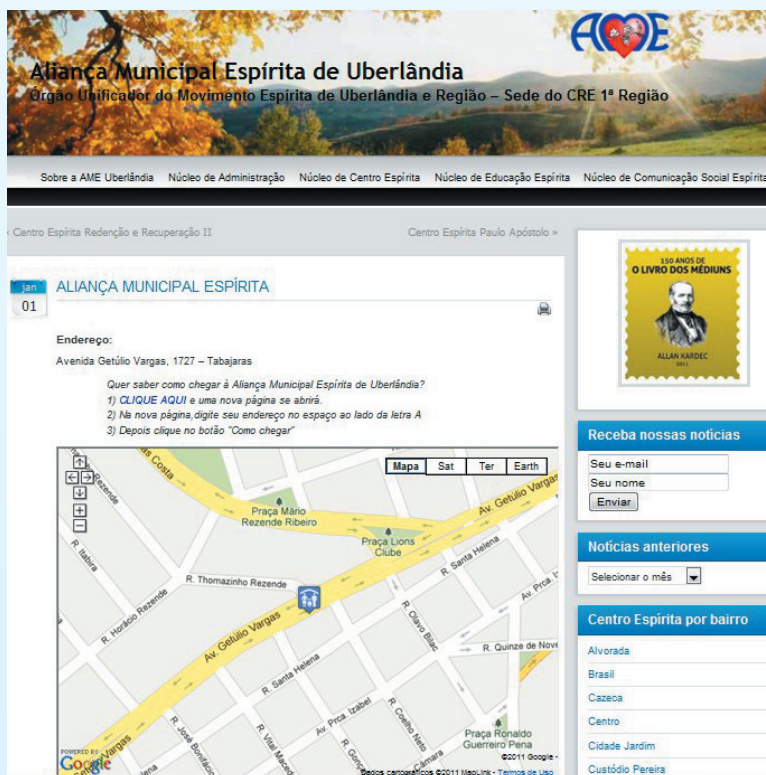 AME
Aliança Municipal Espírita de Uberlândia
Órgão Unificador do Movimento Espírita de Uberlândia e Região – Sede do CRE 1ª Região
Sobre a AME Uberlândia Núcleo de Administração Núcleo de Centro Espírita Núcleo de Educação Espírita Núcleo de Comunicação Social Espírita
Centro Espírita Redenção e Recuperação II
Centro Espírita Paulo Apóstolo »
jan
01
ALIANÇA MUNICIPAL ESPÍRITA
Endereço:
Avenida Getúlio Vargas, 1727 – Tabajaras
Quer saber como chegar à Aliança Municipal Espírita de Uberlândia?
1) CLIQUE AQUI e uma nova página se abrirá.
2) Na nova página,digite seu endereço no espaço ao lado da letra A
3) Depois clique no botão "Como chegar"
Mapa Sat Ter Earth
as Costa
Rezende
Av. Getúlio Vargas
Praça Mário
Rezende Ribeiro
Praça Lions
Clube
R. Itabira
R. Santa Helena
R. Thomazinho Rezende
R. Horácio Rezende
Av. Prca.
Av. Getúlio Vargas
R. Olavo Bilac
R. Quinze de Nove
R. Santa Helena
Av. Prca. Izabel
R. Coelho Neto
R. José Bonifácio
R. Vital
R. Gonç
Câmara
Vargas
Praça Ronaldo
Guerreiro Pena
POWERED BY
Google
©2011 Google -
Dados cartográficos ©2011 MapLink - Termos de Uso
150 ANOS DE
O LIVRO DOS MÉDIUNS
ALLAN KARDEC
2011
Receba nossas notícias
Seu e-mail
Seu nome
Enviar
Notícias anteriores
Selecionar o mês
Centro Espírita por bairro
Alvorada
Brasil
Cazeca
Centro
Cidade Jardim
Custódio Pereira